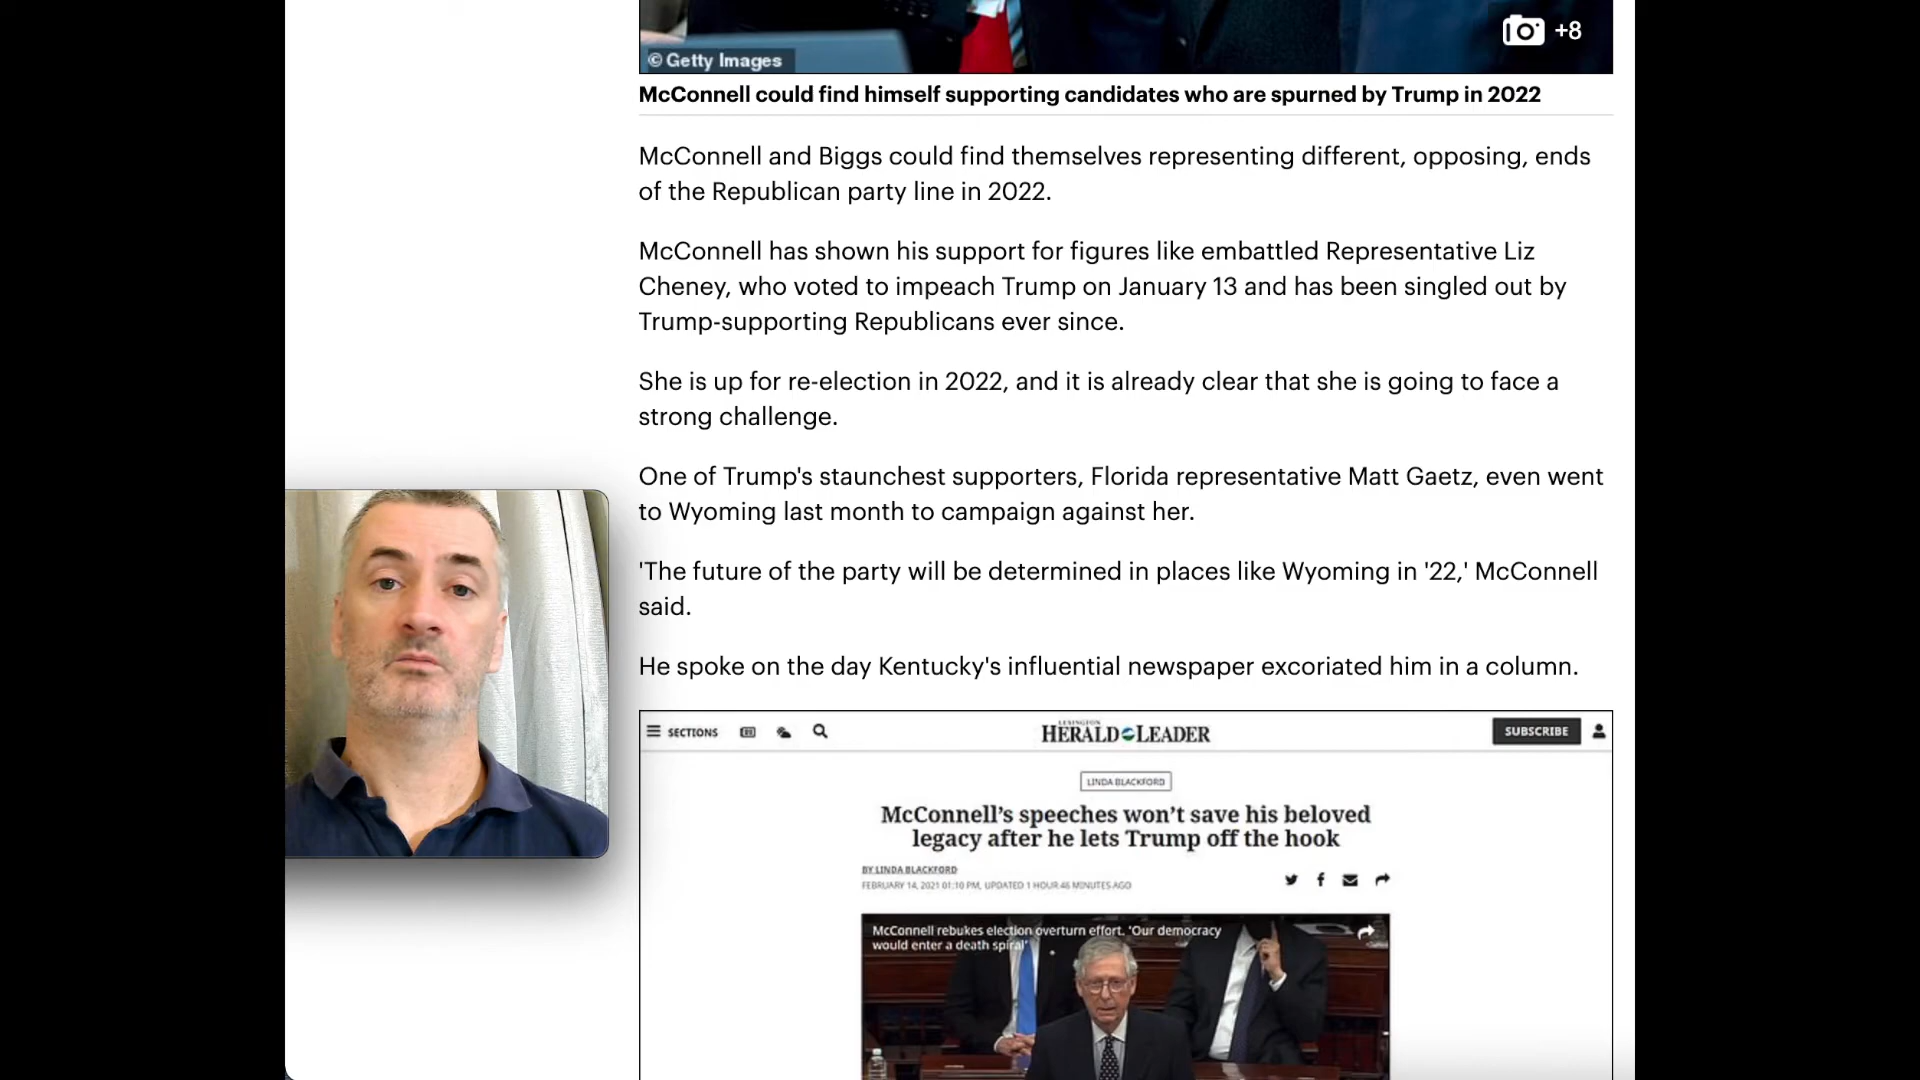 +8
© Getty Images
McConnell could find himself supporting candidates who are spurned by Trump in 2022
McConnell and Biggs could find themselves representing different, opposing, ends
of the Republican party line in 2022.
McConnell has shown his support for figures like embattled Representative Liz
Cheney, who voted to impeach Trump on January 13 and has been singled out by
Trump-supporting Republicans ever since.
She is up for re-election in 2022, and it is already clear that she is going to face a
strong challenge.
One of Trump's staunchest supporters, Florida representative Matt Gaetz, even went
to Wyoming last month to campaign against her.
'The future of the party will be determined in places like Wyoming in '22,' McConnell
said.
He spoke on the day Kentucky's influential newspaper excoriated him in a column.
SECTIONS
LEXINGTON
HERALD LEADER
SUBSCRIBE
LINDA BLACKFORD
McConnell's speeches won't save his beloved
legacy after he lets Trump off the hook
BY LINDA BLACKFORD
FEBRUARY 14, 2021 01:10 PM, UPDATED 1 HOUR 46 MINUTES AGO
McConnell rebukes election overturn effort. 'Our democracy
would enter a death spiral'